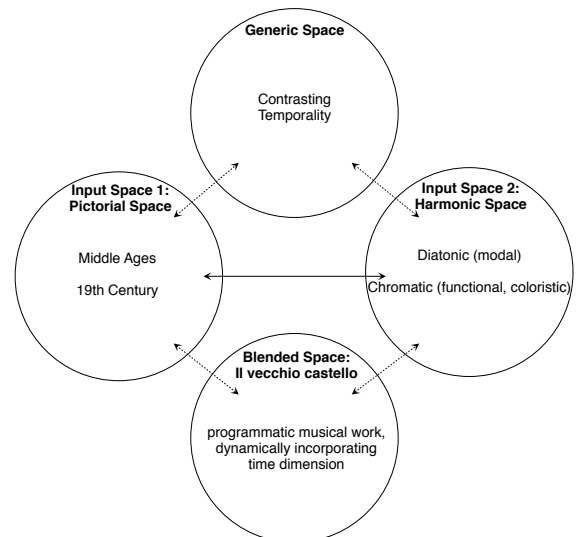 Generic Space
Contrasting
Temporality
Input Space 1:
Pictorial Space
Middle Ages
19th Century
Input Space 2:
Harmonic Space
Diatonic (modal)
Chromatic (functional, coloristic)
Blended Space:
Il vecchio castello
programmatic musical work,
dynamically incorporating
time dimension